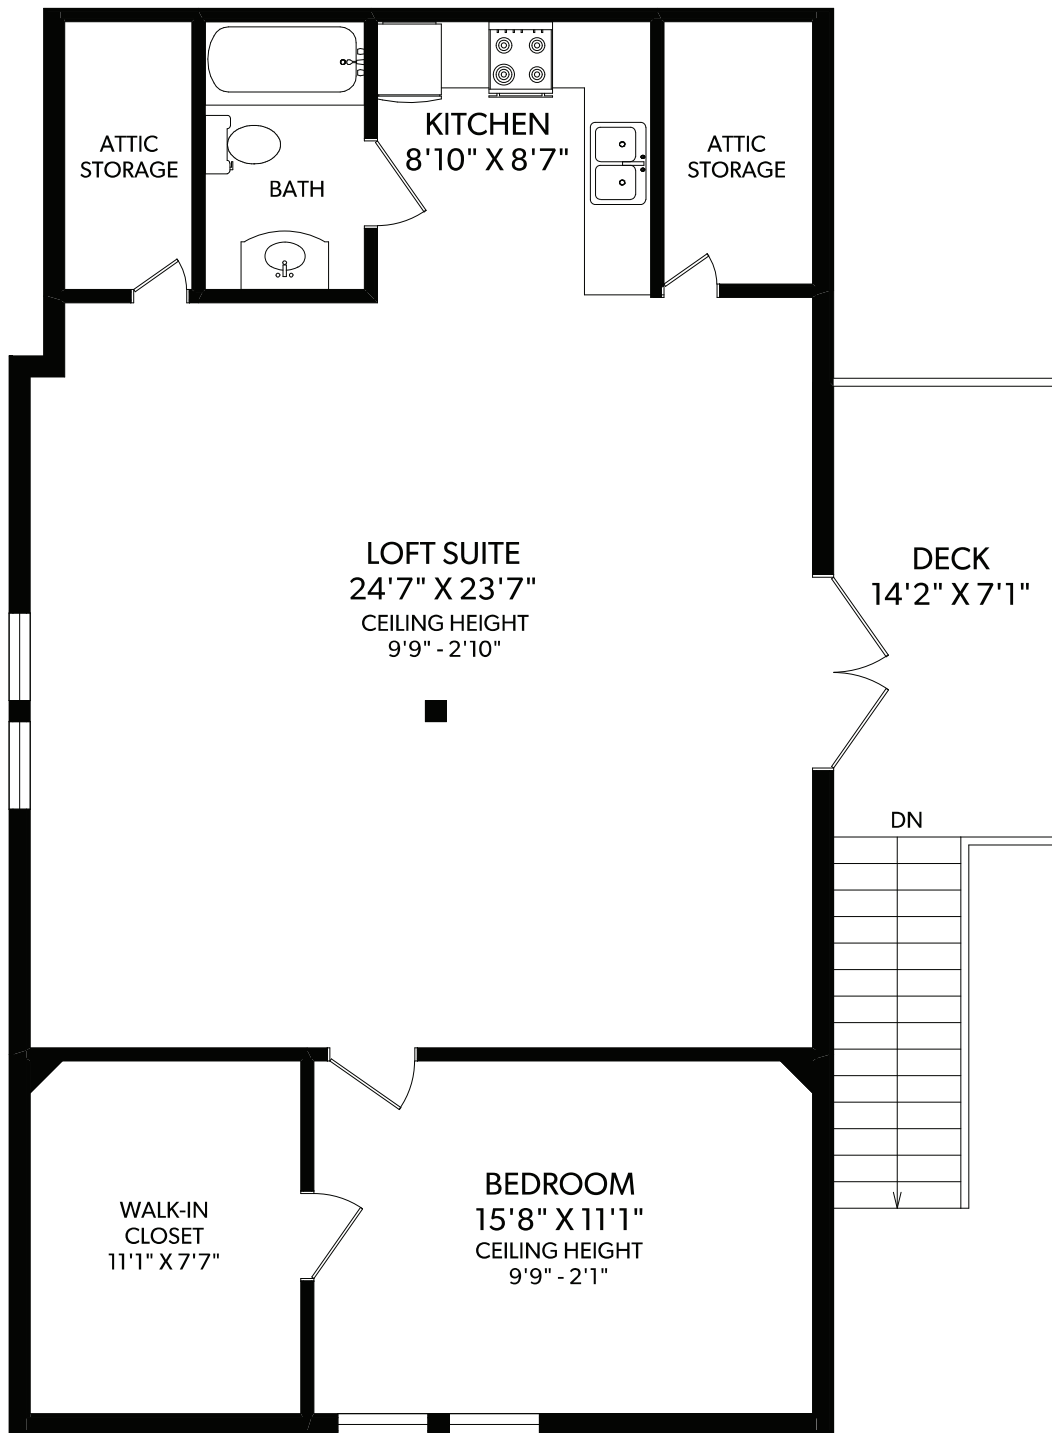 ATTIC
STORAGE
BATH
KITCHEN
8'10" X 8'7"
ATTIC
STORAGE
LOFT SUITE
24'7" X 23'7"
CEILING HEIGHT
9'9" - 2'10"
DECK
14'2" X 7'1"
DN
WALK-IN
CLOSET
11'1" X 7'7"
BEDROOM
15'8" X 11'1"
CEILING HEIGHT
9'9" - 2'1"